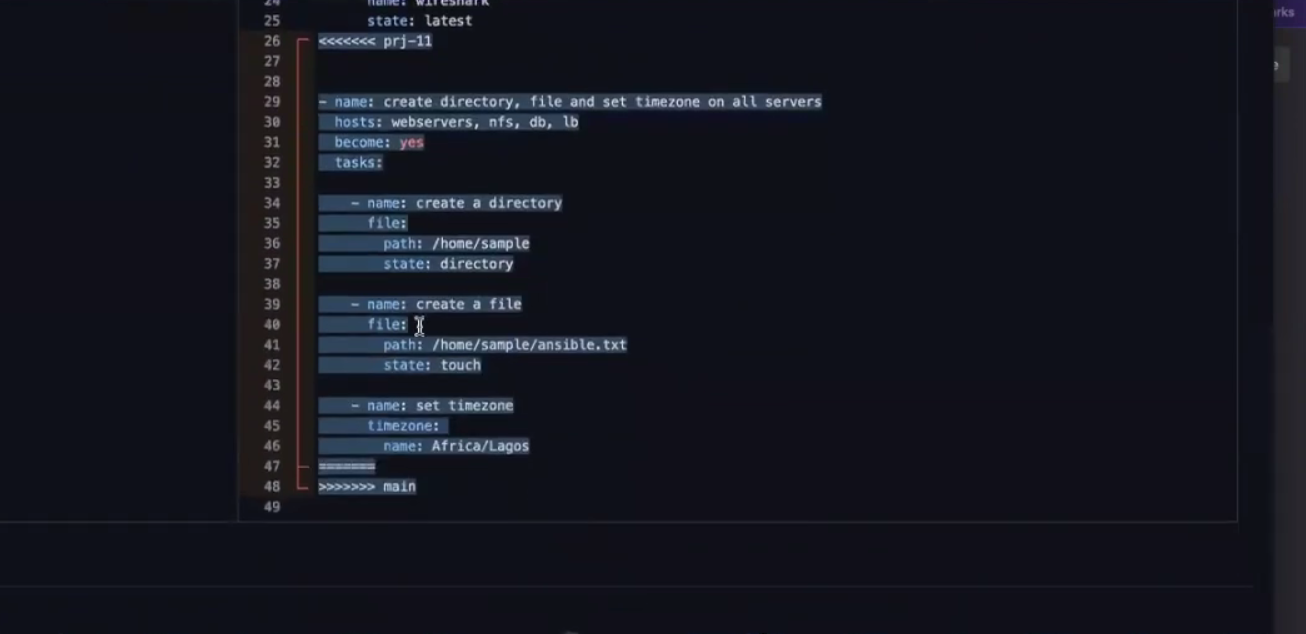 24 name: wireshark
25 state: latest
26 <<<<<<< prj-11
27
28
29 - name: create directory, file and set timezone on all servers
30 hosts: webservers, nfs, db, lb
31 become: yes
32 tasks:
33
34 - name: create a directory
35 file:
36 path: /home/sample
37 state: directory
38
39 - name: create a file
40 file:
41 path: /home/sample/ansible.txt
42 state: touch
43
44 - name: set timezone
45 timezone:
46 name: Africa/Lagos
47 =======
48 >>>>>>> main
49